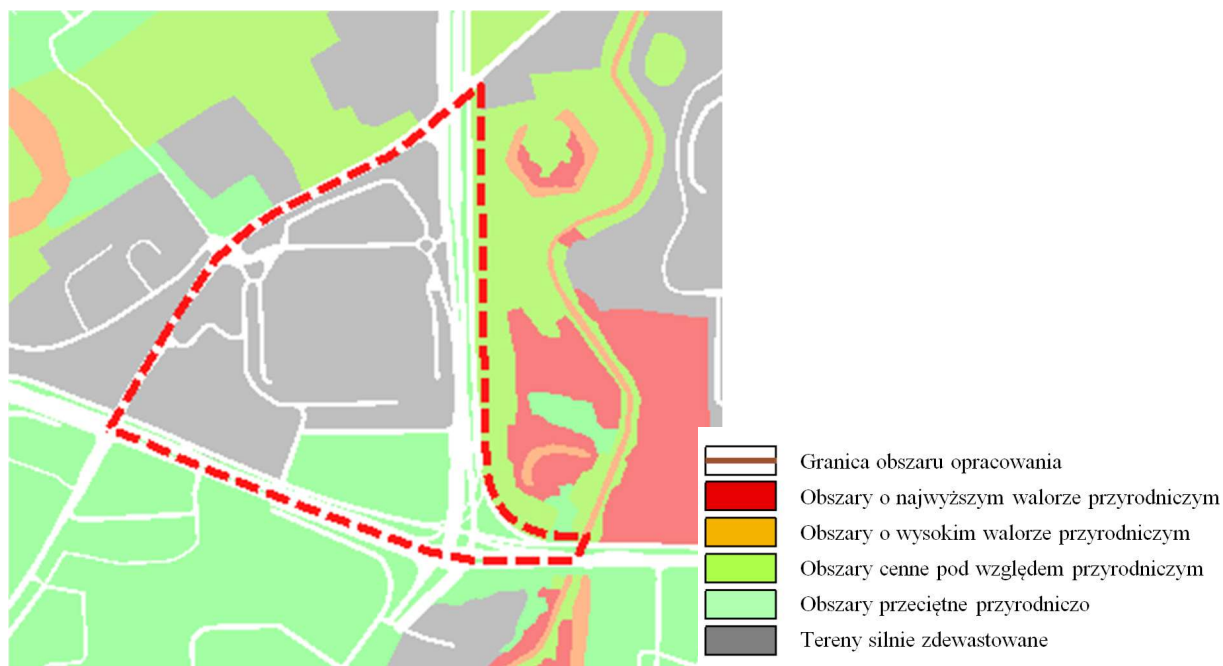 Granica obszaru opracowania
Obszary o najwyższym walorze przyrodniczym
Obszary o wysokim walorze przyrodniczym
Obszary cenne pod względem przyrodniczym
Obszary przeciętne przyrodniczo
Tereny silnie zdewastowane